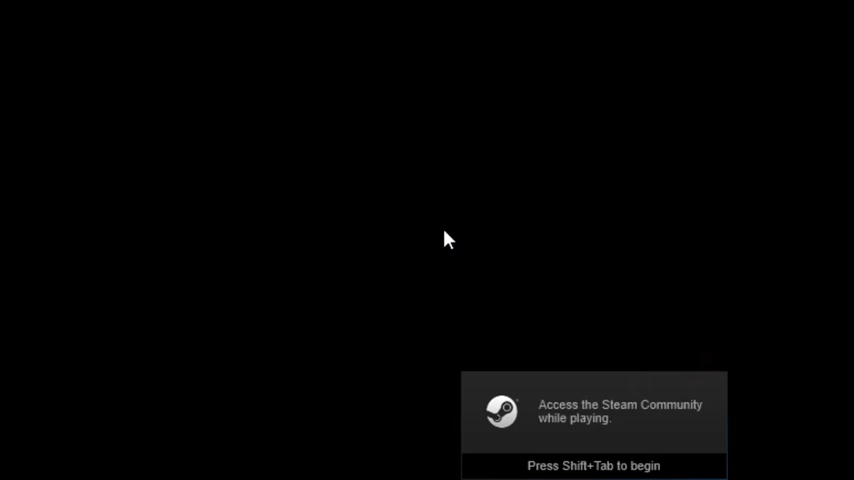 Access the Steam Community
while playing.
Press Shift+Tab to begin